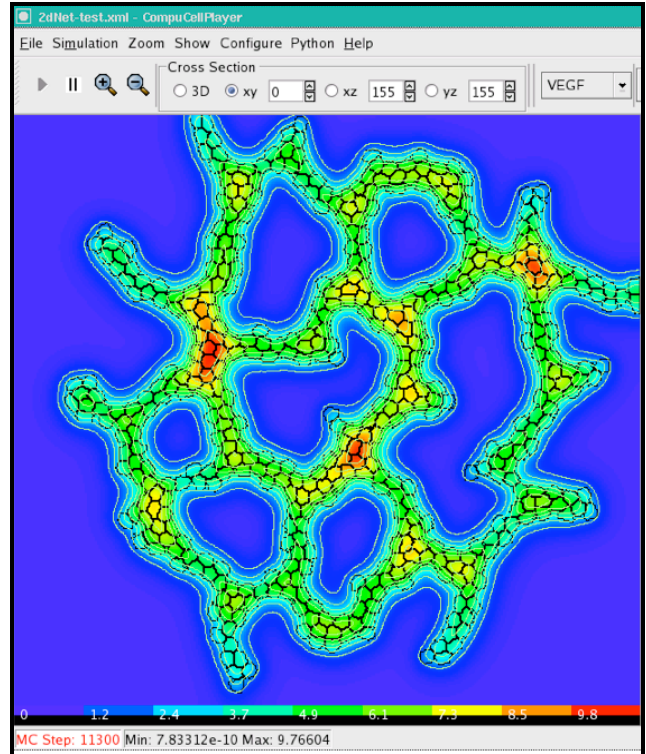 2dNet-test.xml - CompuCellPlayer
File Simulation Zoom Show Configure Python Help
Cross Section
3D xy 0 xz 155 yz 155 VEGF
0 1.2 2.4 3.7 4.9 6.1 7.3 8.5 9.8
MC Step: 11300 Min: 7.83312e-10 Max: 9.76604